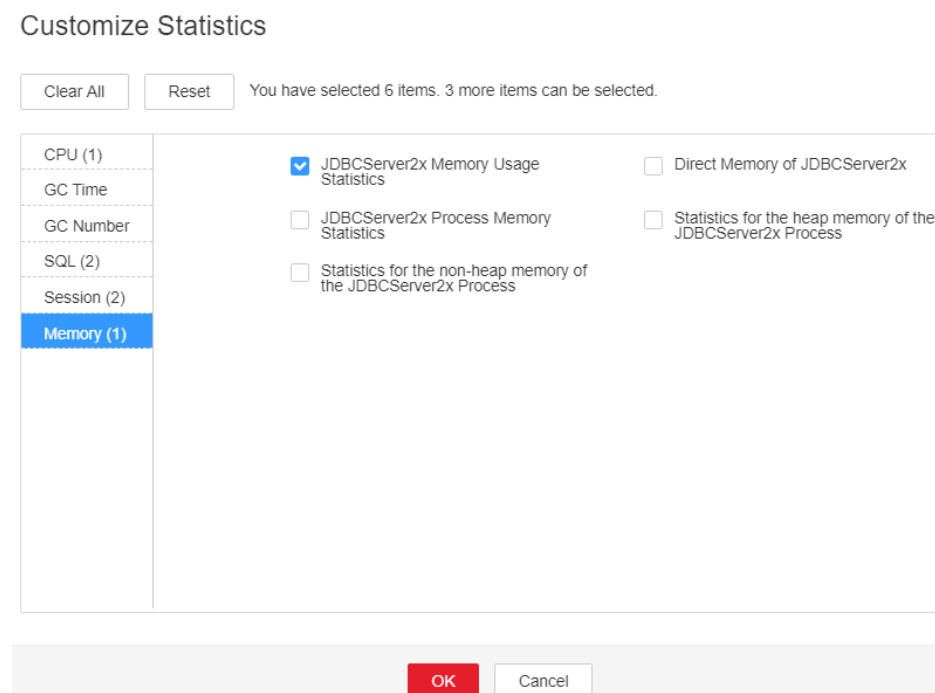 Customize Statistics
Clear All
Reset
You have selected 6 items. 3 more items can be selected.
CPU (1)
GC Time
GC Number
SQL (2)
Session (2)
Memory (1)
JDBCServer2x Memory Usage
Statistics
Direct Memory of JDBCServer2x
JDBCServer2x Process Memory
Statistics
Statistics for the heap memory of the
JDBCServer2x Process
Statistics for the non-heap memory of
the JDBCServer2x Process
OK
Cancel